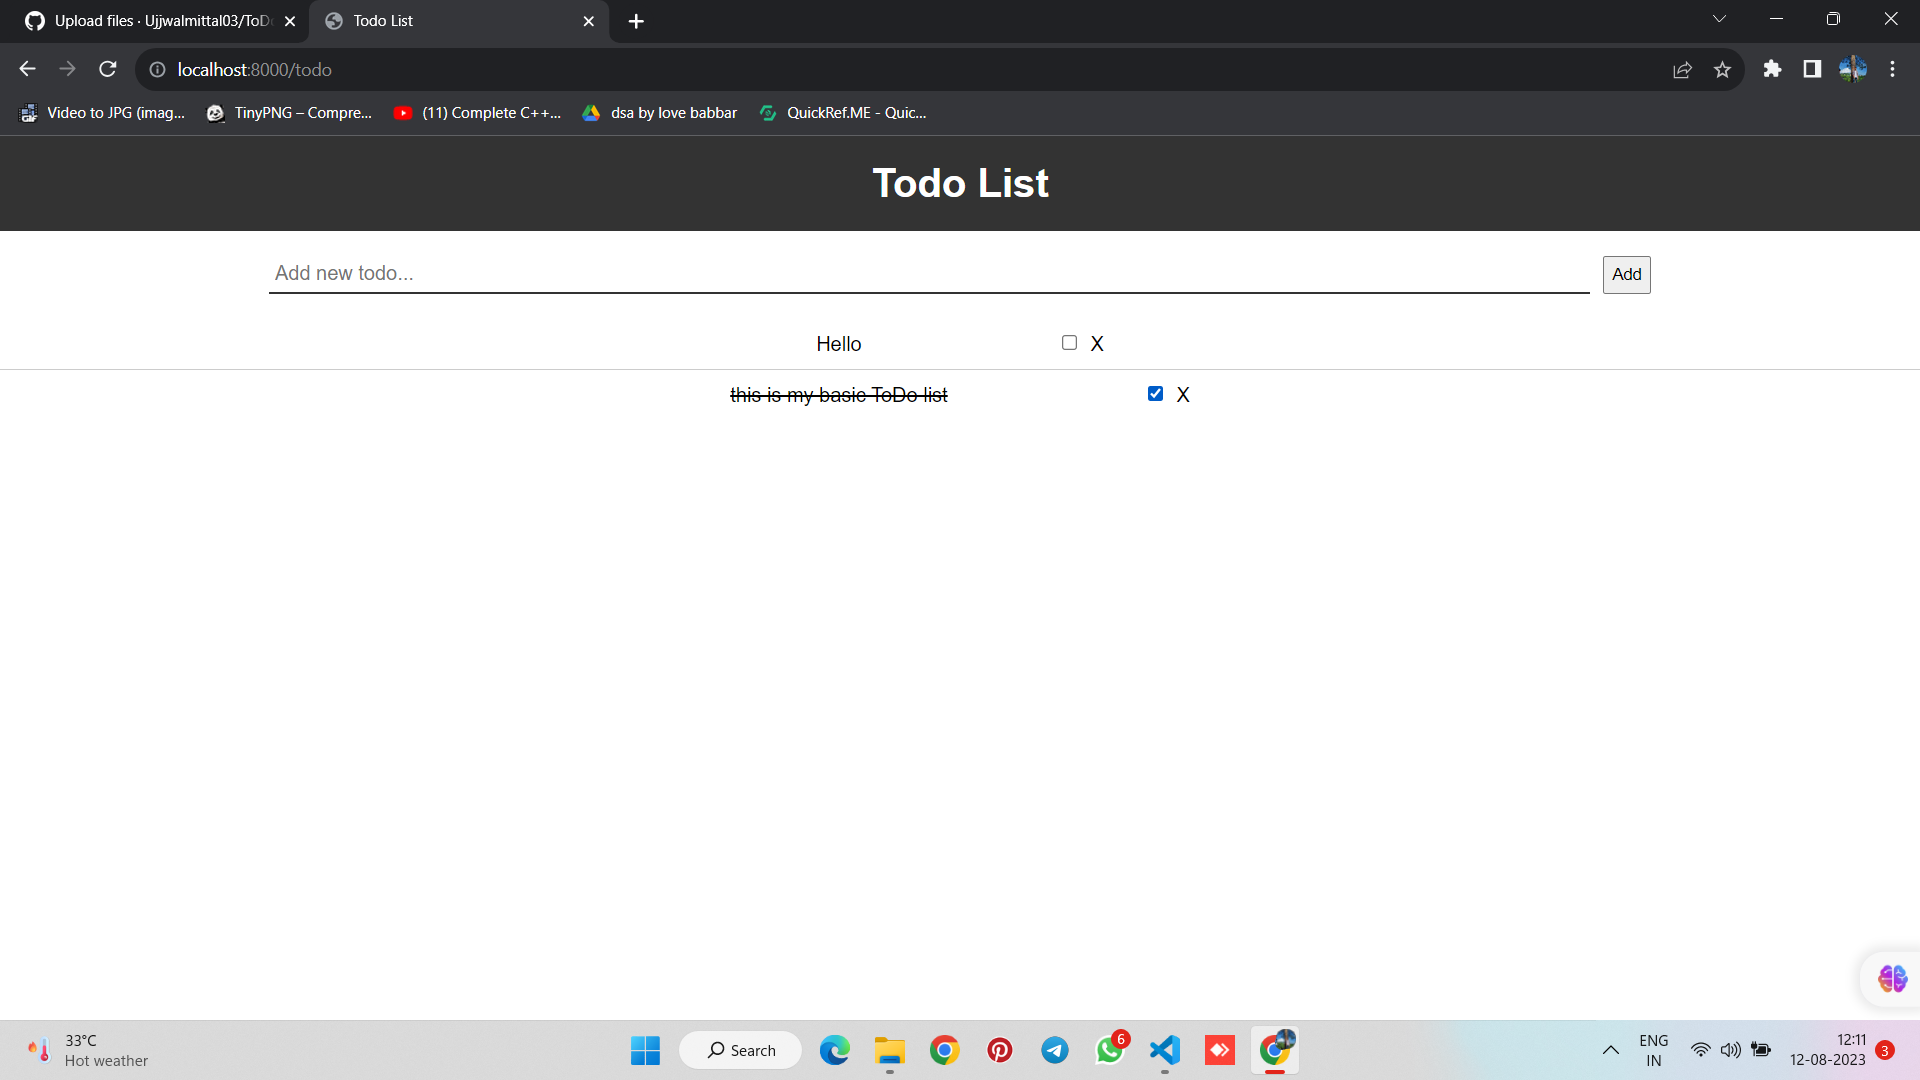 Upload files · Ujjwalmittal03/ToDo
Todo List
localhost:8000/todo
Video to JPG (imag...
TinyPNG – Compre...
(11) Complete C++...
dsa by love babbar
QuickRef.ME - Quic...
Todo List
Add new todo...
Add
Hello
X
this is my basic ToDo list
X
33°C
Hot weather
Search
6
ENG
IN
12:11
12-08-2023
3